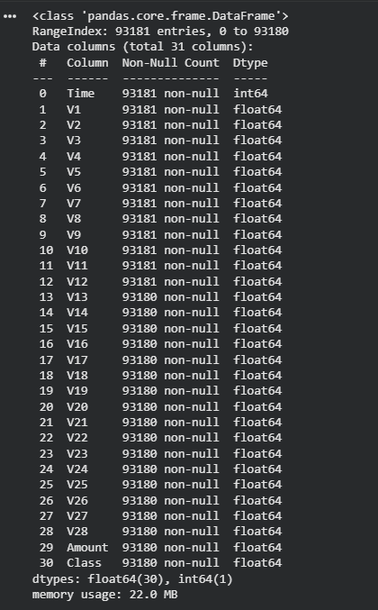 ... <class 'pandas.core.frame.DataFrame'>
RangeIndex: 93181 entries, 0 to 93180
Data columns (total 31 columns):
 #   Column  Non-Null Count  Dtype
---  ------  --------------  -----
 0   Time    93181 non-null  int64
 1   V1      93181 non-null  float64
 2   V2      93181 non-null  float64
 3   V3      93181 non-null  float64
 4   V4      93181 non-null  float64
 5   V5      93181 non-null  float64
 6   V6      93181 non-null  float64
 7   V7      93181 non-null  float64
 8   V8      93181 non-null  float64
 9   V9      93181 non-null  float64
 10  V10     93181 non-null  float64
 11  V11     93181 non-null  float64
 12  V12     93181 non-null  float64
 13  V13     93180 non-null  float64
 14  V14     93180 non-null  float64
 15  V15     93180 non-null  float64
 16  V16     93180 non-null  float64
 17  V17     93180 non-null  float64
 18  V18     93180 non-null  float64
 19  V19     93180 non-null  float64
 20  V20     93180 non-null  float64
 21  V21     93180 non-null  float64
 22  V22     93180 non-null  float64
 23  V23     93180 non-null  float64
 24  V24     93180 non-null  float64
 25  V25     93180 non-null  float64
 26  V26     93180 non-null  float64
 27  V27     93180 non-null  float64
 28  V28     93180 non-null  float64
 29  Amount  93180 non-null  float64
 30  Class   93180 non-null  float64
dtypes: float64(30), int64(1)
memory usage: 22.0 MB